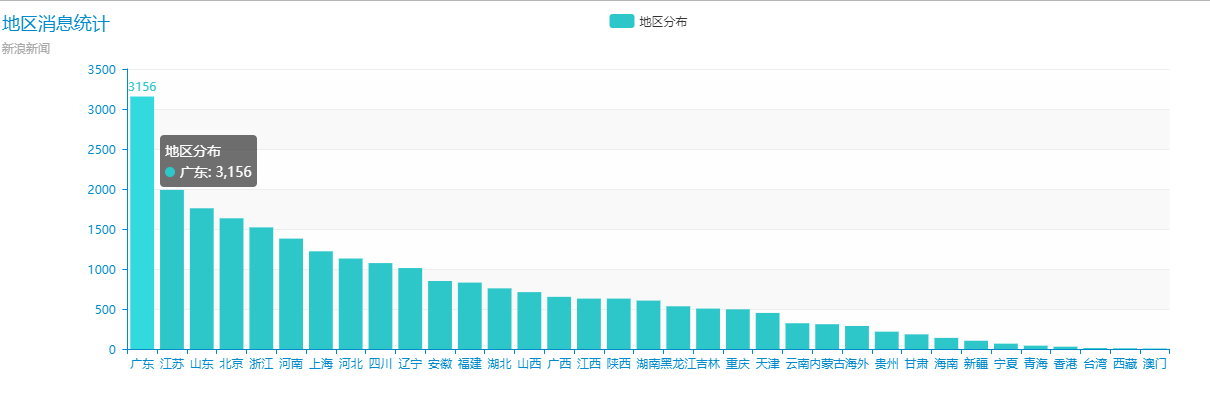 地区消息统计
地区分布
新浪新闻
3500
3156
3000
地区分布
2500
广东: 3,156
2000
1500
1000
500
0
广东 江苏 山东 北京 浙江 河南 上海 河北 四川 辽宁 安徽 福建 湖北 山西 广西 江西 陕西 湖南 黑龙江 吉林 重庆 天津 云南 内蒙古 海外 贵州 甘肃 海南 新疆 宁夏 青海 香港 台湾 西藏 澳门